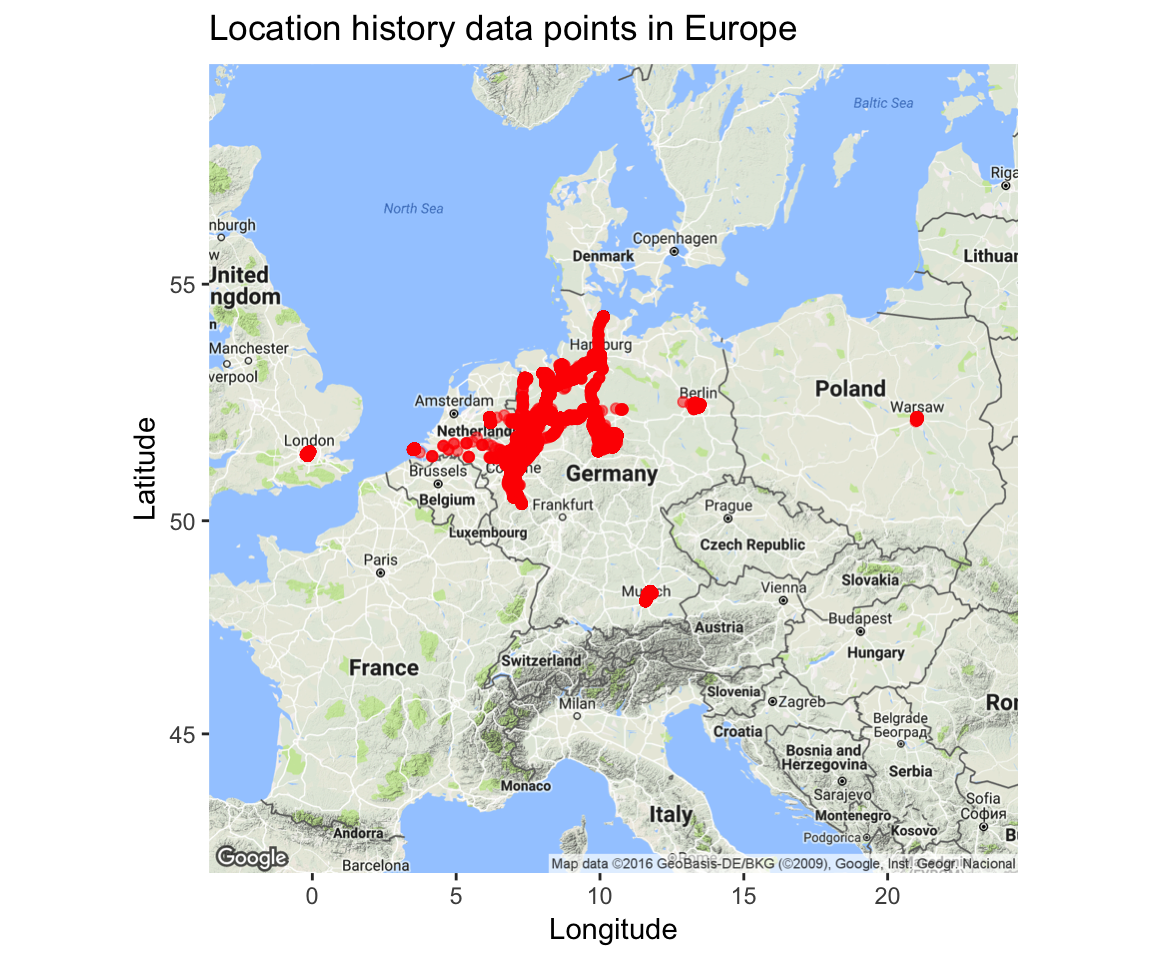 Location history data points in Europe
Baltic Sea
Riga
North Sea
nburgh
w
Copenhagen
Denmark
Lithuar
United
ngdom
n
55
Manchester
verpool
Hamburg
Amsterdam
Berlin
Poland
Warsaw
Netherland
London
Brussels
Germany
Belgium
Frankfurt
Prague
Luxembourg
Czech Republic
50
Paris
Slovakia
Munich
Vienna
Austria
Budapest
Hungary
Switzerland
France
Slovenia
Milan
Zagreb
Ror
Croatia
Belgrade
Београд
45
Bosnia and
Herzegovina
Serbia
Monaco
Sarajevo
Sofia
София
Italy
Montenegro
Andorra
Podgorica
Kosovo
Bu
Google
Barcelona
Map data ©2016 GeoBasis-DE/BKG (©2009), Google, Inst. Geogr. Nacional
0
5
10
15
20
Longitude
Latitude